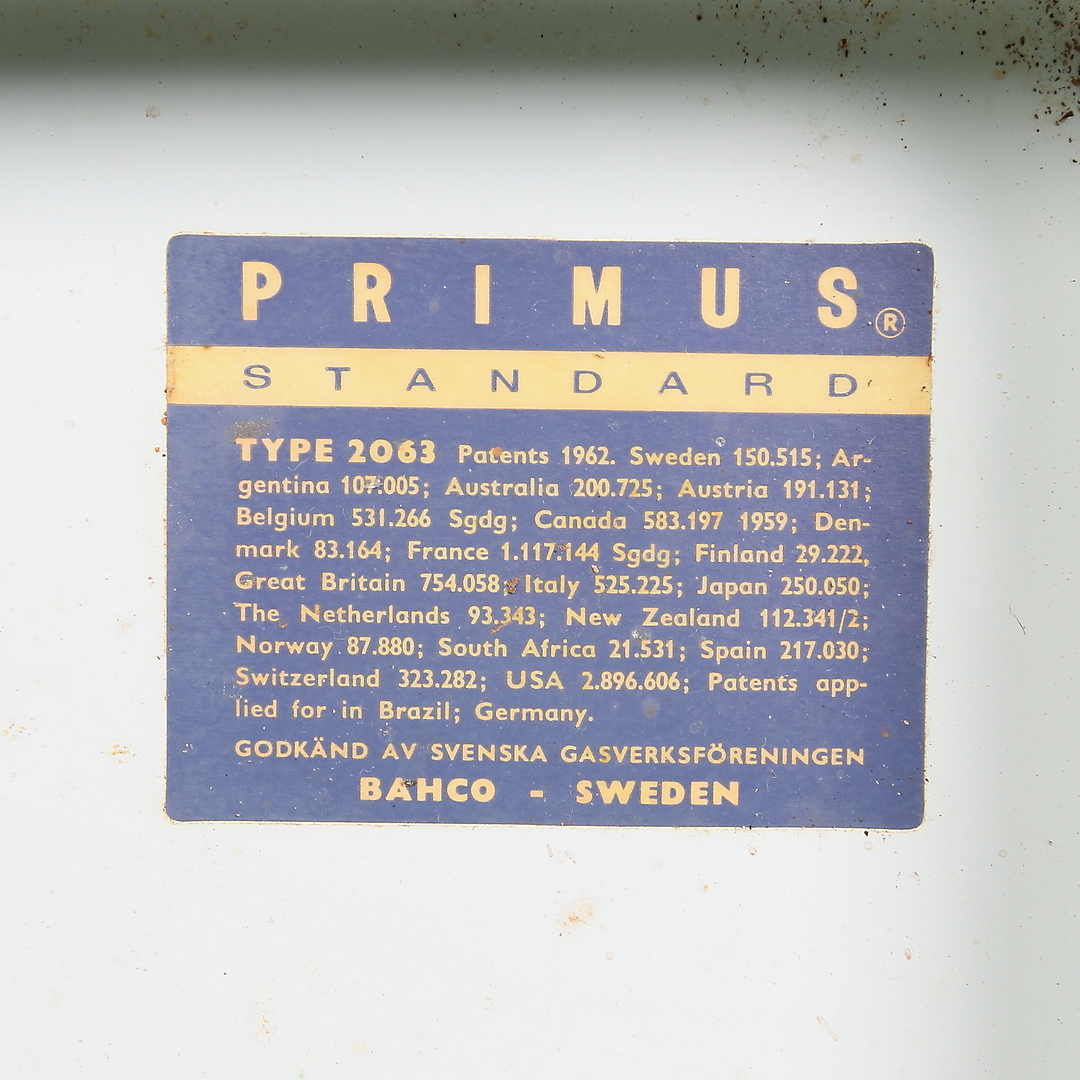 PRIMUS®
STANDARD
TYPE 2063 Patents 1962. Sweden 150.515; Ar-
gentina 107.005; Australia 200.725; Austria 191.131;
Belgium 531.266 Sgdg; Canada 583.197 1959; Den-
mark 83.164; France 1.117.144 Sgdg; Finland 29.222,
Great Britain 754.058; Italy 525.225; Japan 250.050;
The Netherlands 93.343; New Zealand 112.341/2;
Norway 87.880; South Africa 21.531; Spain 217.030;
Switzerland 323.282; USA 2.896.606; Patents app-
lied for in Brazil; Germany.
GODKÄND AV SVENSKA GASVERKSFÖRENINGEN
BAHCO - SWEDEN